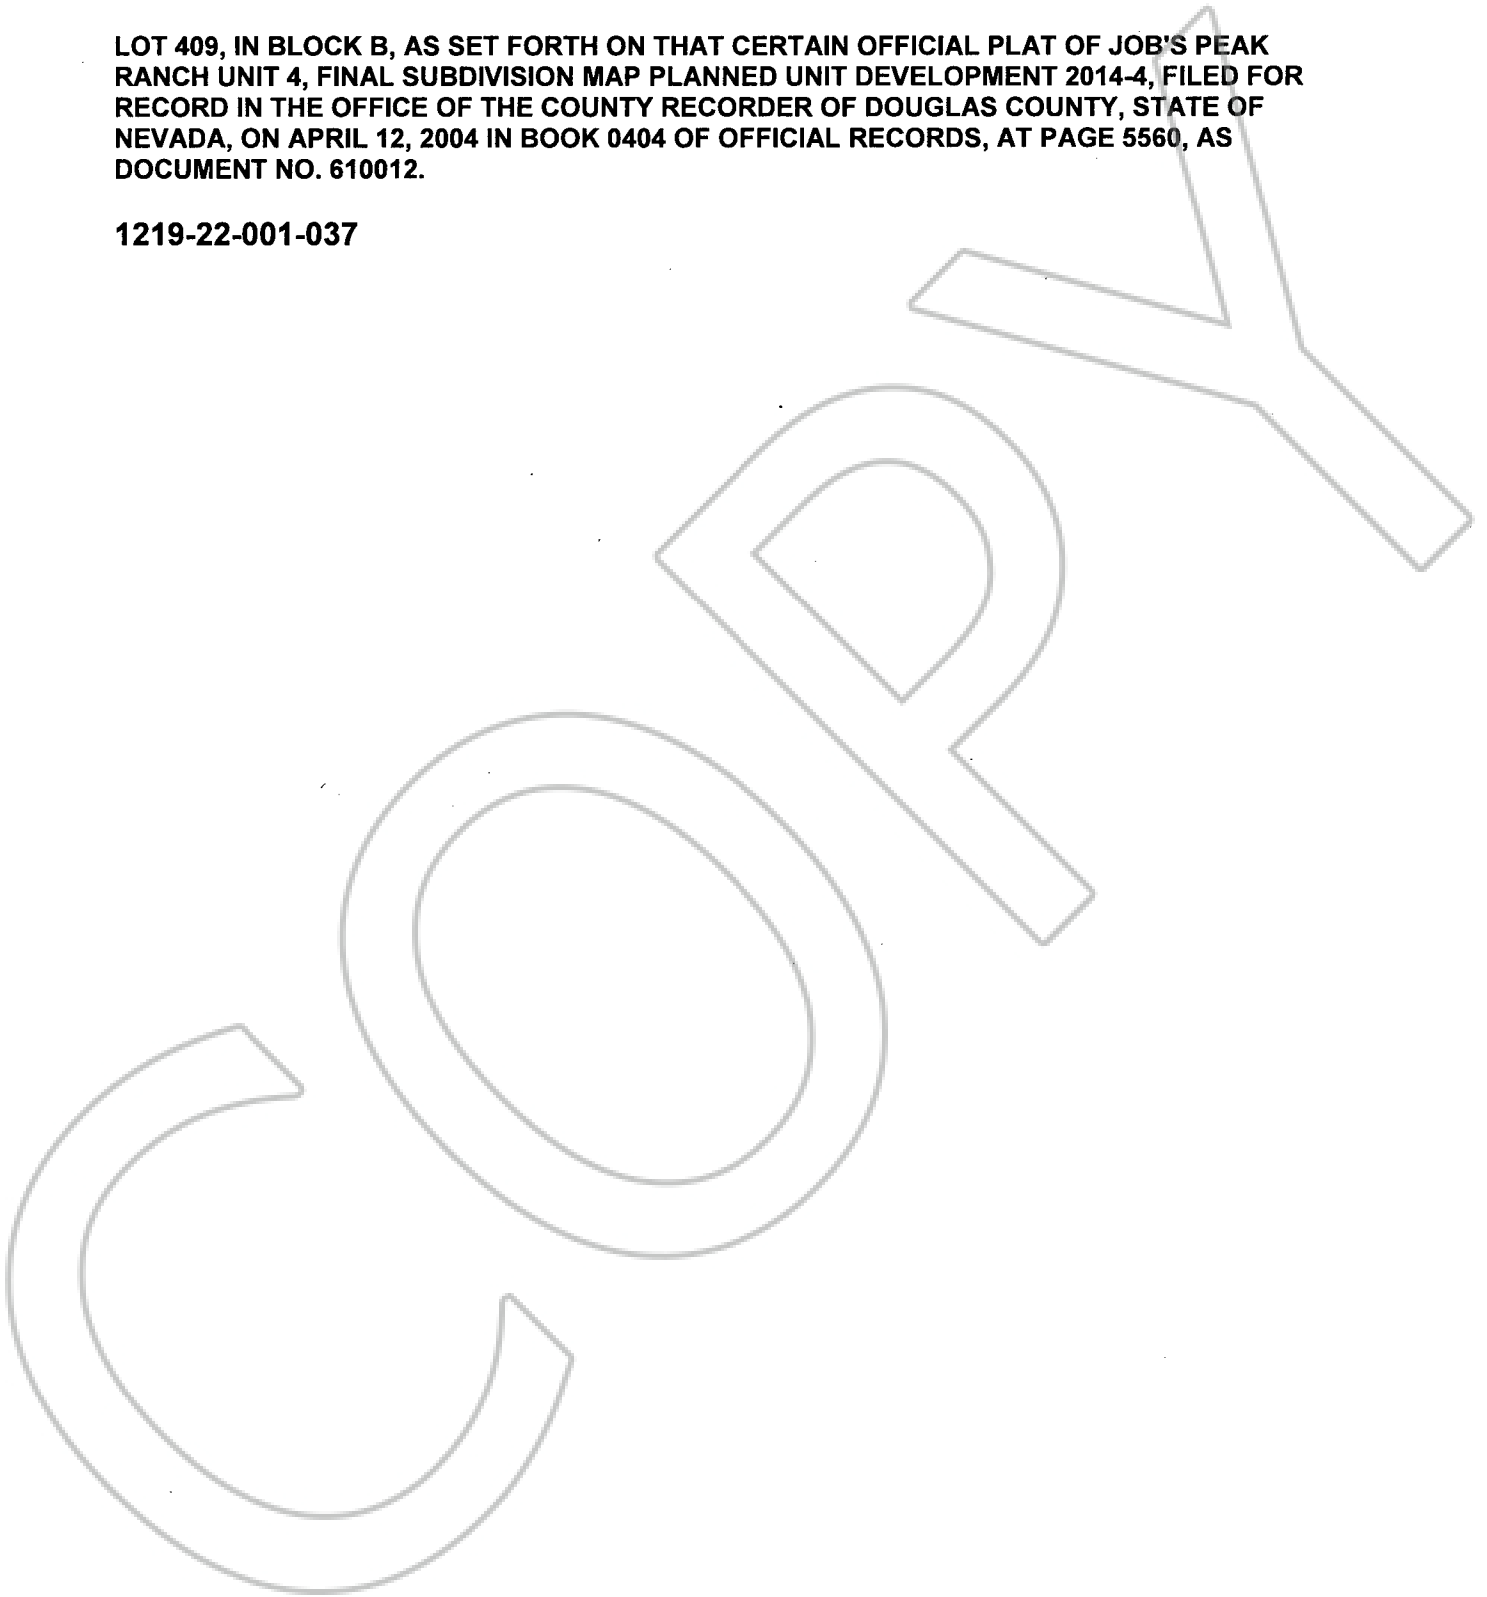 LOT 409, IN BLOCK B, AS SET FORTH ON THAT CERTAIN OFFICIAL PLAT OF JOB'S PEAK
RANCH UNIT 4, FINAL SUBDIVISION MAP PLANNED UNIT DEVELOPMENT 2014-4, FILED FOR
RECORD IN THE OFFICE OF THE COUNTY RECORDER OF DOUGLAS COUNTY, STATE OF
NEVADA, ON APRIL 12, 2004 IN BOOK 0404 OF OFFICIAL RECORDS, AT PAGE 5560, AS
DOCUMENT NO. 610012.
1219-22-001-037
COPY